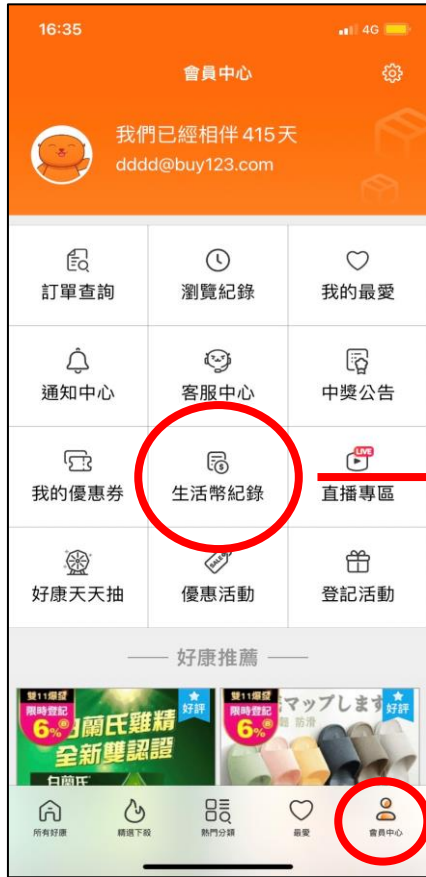 16:35
4G
會員中心
我們已經相伴415天
dddd@buy123.com
訂單查詢
瀏覽紀錄
我的最愛
通知中心
客服中心
中獎公告
LIVE
我的優惠券
生活幣紀錄
直播專區
SALE
好康天天抽
優惠活動
登記活動
好康推薦
雙11爆發
限時登記
6%
好評
白蘭氏雞精
全新雙認證
白蘭氏
雙11爆發
限時登記
6%
マップします
防滑
好評
所有好康
精選下殺
熱門分類
最愛
會員中心